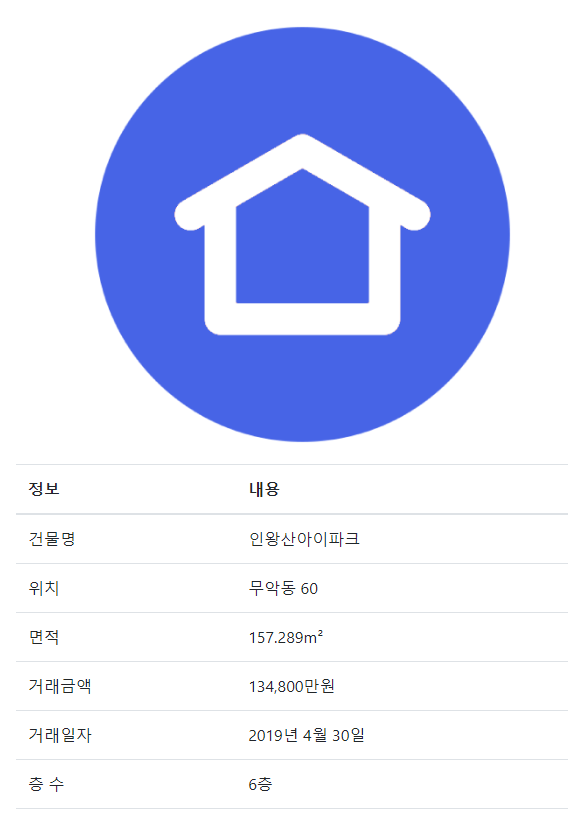 정보 내용
건물명 인왕산아이파크
위치 무악동 60
면적 157.289m²
거래금액 134,800만원
거래일자 2019년 4월 30일
층 수 6층